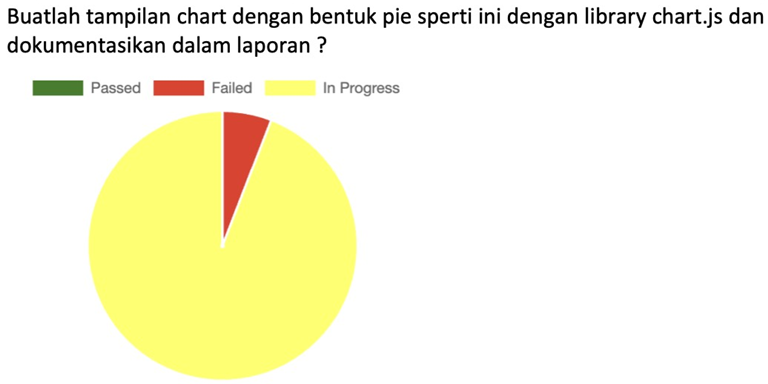 Buatlah tampilan chart dengan bentuk pie sperti ini dengan library chart.js dan
dokumentasikan dalam laporan ?
Passed Failed In Progress